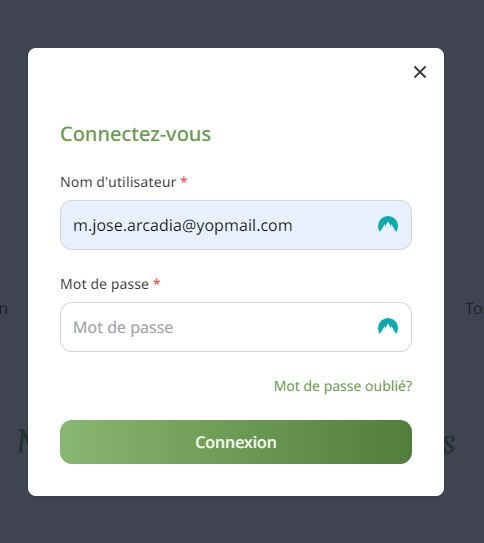 Connectez-vous
Nom d'utilisateur *
m.jose.arcadia@yopmail.com
Mot de passe *
Mot de passe
Mot de passe oublié?
Connexion